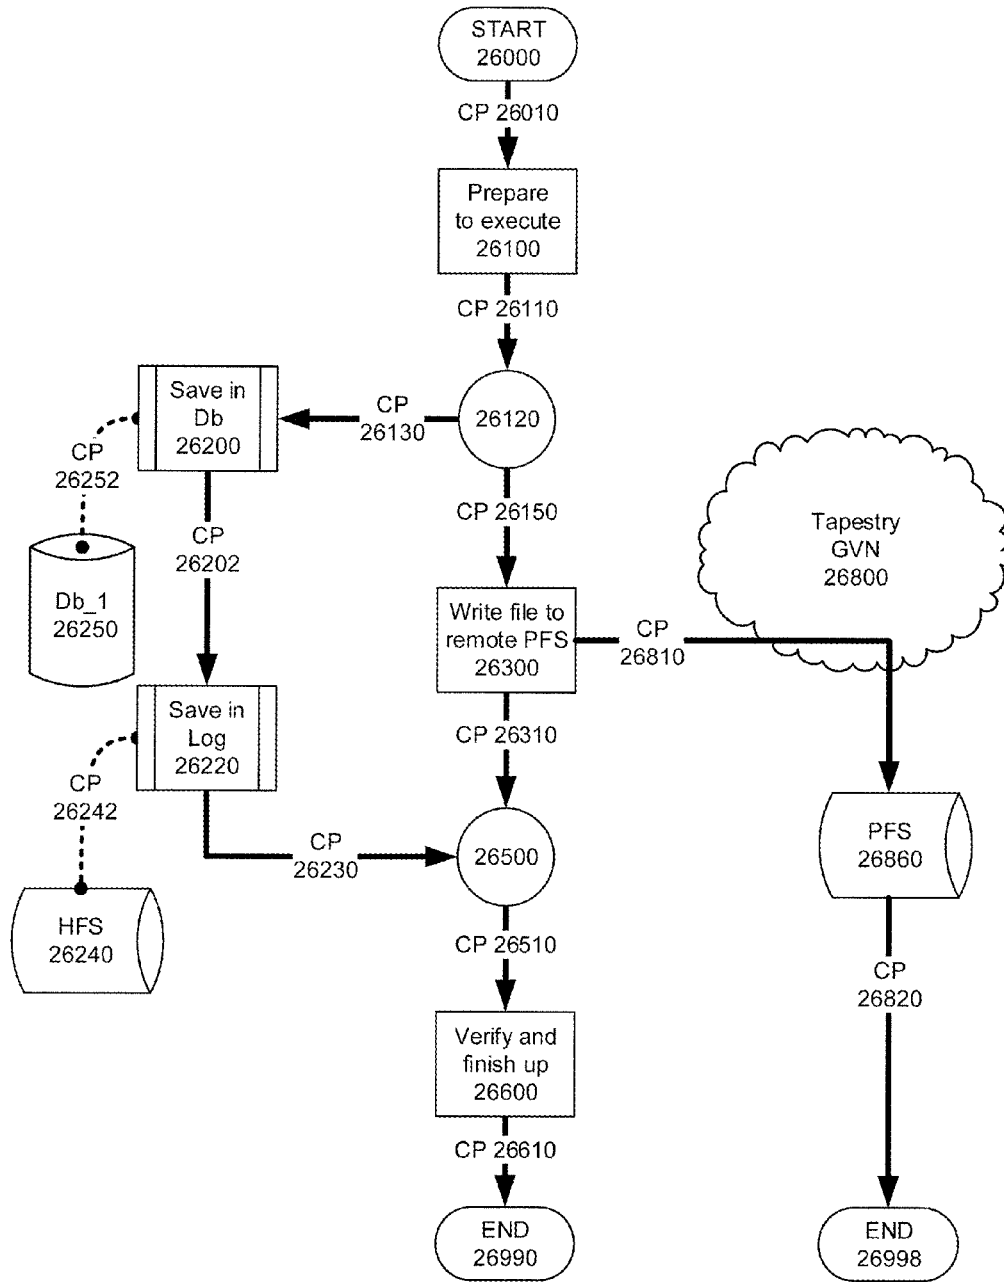 START
26000
CP 26010
Prepare
to execute
26100
CP 26110
Save in
Db
26200
CP
26130
26120
CP
26252
CP
26202
CP 26150
Tapestry
GVN
26800
Db_1
26250
Write file to
remote PFS
26300
CP
26810
Save in
Log
26220
CP 26310
CP
26242
CP
26230
26500
PFS
26860
HFS
26240
CP 26510
CP
26820
Verify and
finish up
26600
CP 26610
END
26990
END
26998